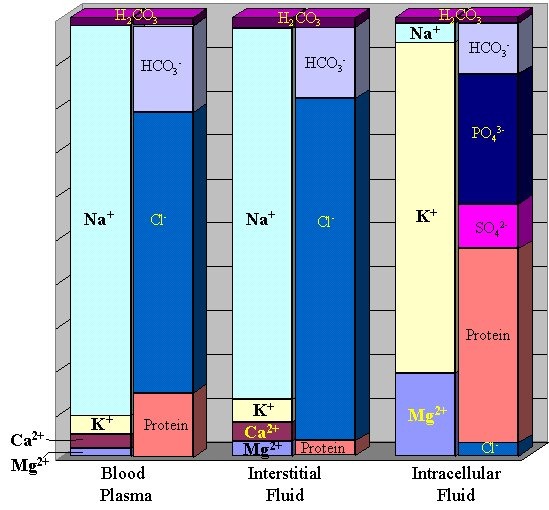 H₂CO₃
H₂CO₃
H₂CO₃
HCO₃⁻
HCO₃⁻
Na⁺
HCO₃⁻
PO₄³⁻
Na⁺
Cl⁻
Na⁺
Cl⁻
K⁺
SO₄²⁻
Protein
K⁺
Protein
K⁺
Mg²⁺
Ca²⁺
Ca²⁺
Mg²⁺
Mg²⁺
Protein
Cl⁻
Blood
Plasma
Interstitial
Fluid
Intracellular
Fluid